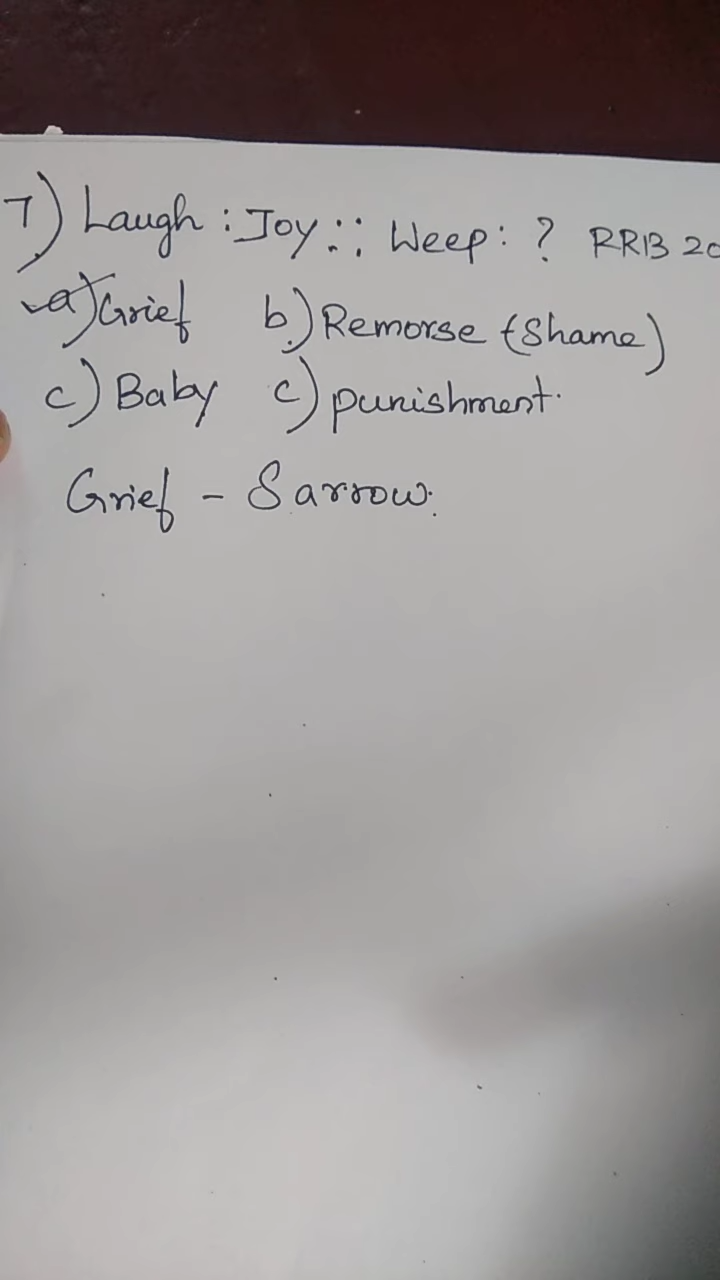 7) Laugh : Joy :: Weep : ? RRB 20
a) Grief b.) Remorse (Shame)
c) Baby c) punishment.
Grief - Sarrow.